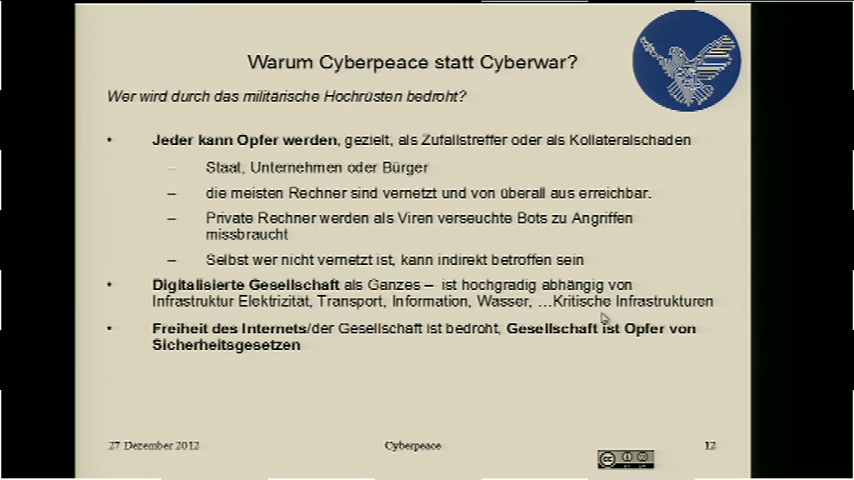 Warum Cyberpeace statt Cyberwar?
Wer wird durch das militärische Hochrüsten bedroht?
• Jeder kann Opfer werden, gezielt, als Zufallstreffer oder als Kollateralschaden
– Staat, Unternehmen oder Bürger
– die meisten Rechner sind vernetzt und von überall aus erreichbar.
– Private Rechner werden als Viren verseuchte Bots zu Angriffen
missbraucht
– Selbst wer nicht vernetzt ist, kann indirekt betroffen sein
• Digitalisierte Gesellschaft als Ganzes – ist hochgradig abhängig von
Infrastruktur Elektrizität, Transport, Information, Wasser, …Kritische Infrastrukturen
• Freiheit des Internets/der Gesellschaft ist bedroht, Gesellschaft ist Opfer von
Sicherheitsgesetzen
27 Dezember 2012 Cyberpeace 12